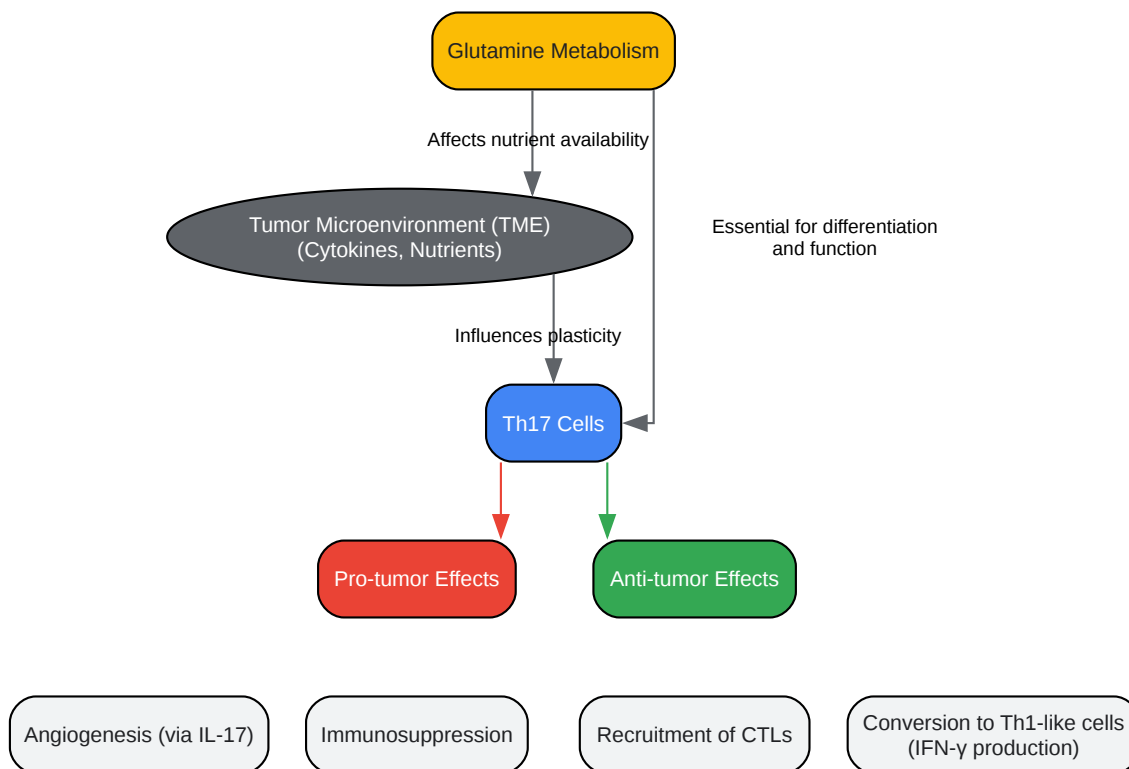 Glutamine Metabolism
Affects nutrient availability
Tumor Microenvironment (TME)
(Cytokines, Nutrients)
Essential for differentiation
and function
Influences plasticity
Th17 Cells
Pro-tumor Effects
Anti-tumor Effects
Angiogenesis (via IL-17)
Immunosuppression
Recruitment of CTLs
Conversion to Th1-like cells
(IFN-γ production)